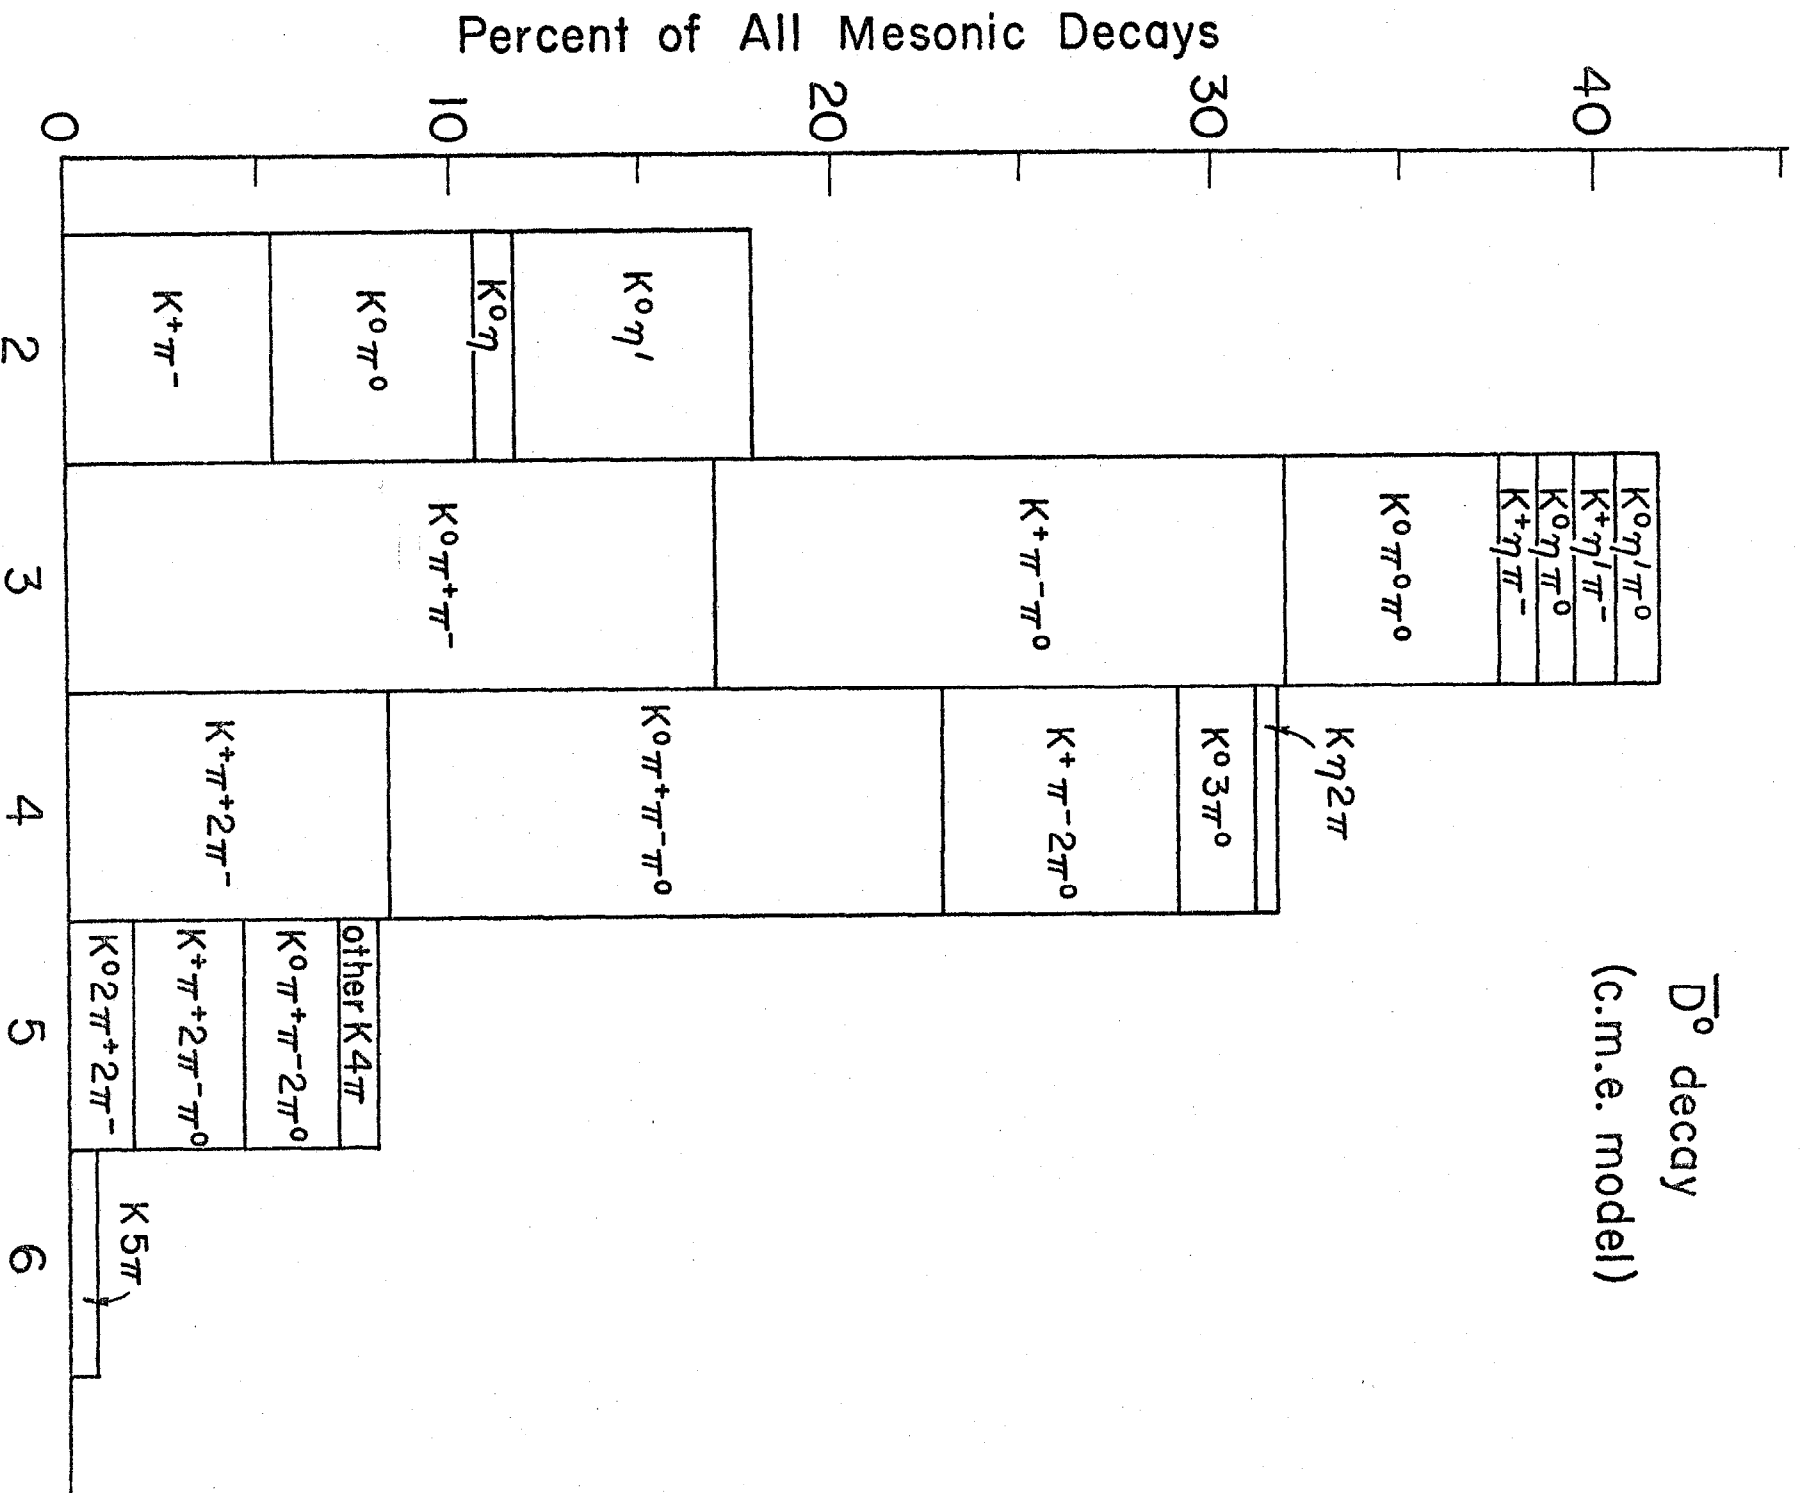 Percent of All Mesonic Decays
0
10
20
30
40
D̅⁰ decay
(c.m.e. model)
K⁺π⁻
K⁰π⁰
K⁰η
K⁰η′
K⁰π⁺π⁻
K⁺π⁻π⁰
K⁰π⁰π⁰
K⁺ηπ⁻
K⁰ηπ⁰
K⁺η′π⁻
K⁰η′π⁰
K⁺π⁺2π⁻
K⁰π⁺π⁻π⁰
K⁺π⁻2π⁰
K⁰3π⁰
Kη2π
K⁰2π⁺2π⁻
K⁺π⁺2π⁻π⁰
K⁰π⁺π⁻2π⁰
other K4π
K5π
2
3
4
5
6